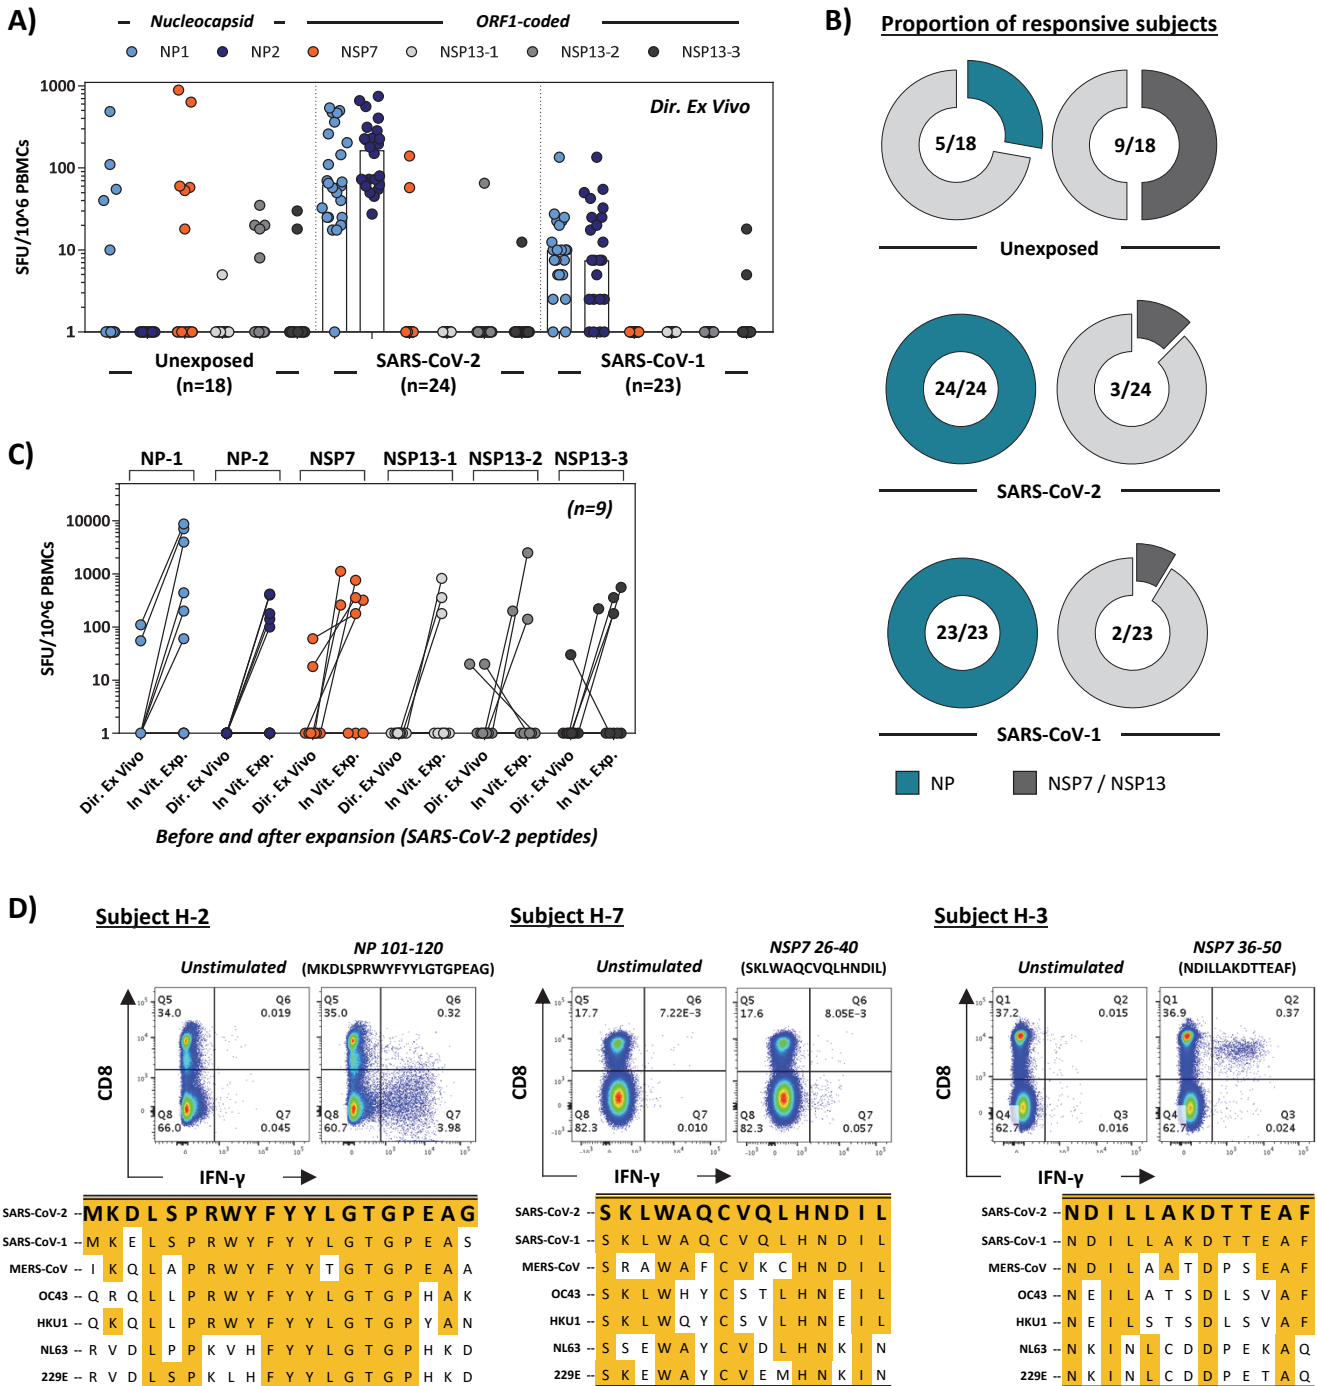 A)
Nucleocapsid
ORF1-coded
NP1 NP2 NSP7 NSP13-1 NSP13-2 NSP13-3
Dir. Ex Vivo
SFU/10^6 PBMCs
1000
100
10
1
Unexposed
(n=18)
SARS-CoV-2
(n=24)
SARS-CoV-1
(n=23)
B)
Proportion of responsive subjects
5/18
9/18
Unexposed
24/24
3/24
SARS-CoV-2
23/23
2/23
SARS-CoV-1
NP
NSP7 / NSP13
C)
NP-1 NP-2 NSP7 NSP13-1 NSP13-2 NSP13-3
(n=9)
SFU/10^6 PBMCs
10000
1000
100
10
1
Dir. Ex Vivo
In Vit. Exp.
Dir. Ex Vivo
In Vit. Exp.
Dir. Ex Vivo
In Vit. Exp.
Dir. Ex Vivo
In Vit. Exp.
Dir. Ex Vivo
In Vit. Exp.
Dir. Ex Vivo
In Vit. Exp.
Before and after expansion (SARS-CoV-2 peptides)
D)
Subject H-2
Unstimulated
NP 101-120
(MKDLSPRWYFYYLGTGPEAG)
CD8
Q5
34.0
Q6
0.019
Q8
66.0
Q7
0.045
Q5
35.0
Q6
0.32
Q8
60.7
Q7
3.98
IFN-γ
SARS-CoV-2 -- M K D L S P R W Y F Y Y L G T G P E A G
SARS-CoV-1 -- M K E L S P R W Y F Y Y L G T G P E A S
MERS-CoV -- I K Q L A P R W Y F Y Y T G T G P E A A
OC43 -- Q R Q L L P R W Y F Y Y L G T G P H A K
HKU1 -- Q K Q L L P R W Y F Y Y L G T G P Y A N
NL63 -- R V D L P P K V H F Y Y L G T G P H K D
229E -- R V D L S P K L H F Y Y L G T G P H K D
Subject H-7
Unstimulated
NSP7 26-40
(SKLWAQCVQLHNDIL)
CD8
Q5
17.7
Q6
7.22E-3
Q8
82.3
Q7
0.010
Q5
17.6
Q6
8.05E-3
Q8
82.3
Q7
0.057
IFN-γ
SARS-CoV-2 -- S K L W A Q C V Q L H N D I L
SARS-CoV-1 -- S K L W A Q C V Q L H N D I L
MERS-CoV -- S R A W A F C V K C H N D I L
OC43 -- S K L W H Y C S T L H N E I L
HKU1 -- S K L W Q Y C S V L H N E I L
NL63 -- S S E W A Y C V D L H N K I N
229E -- S K E W A Y C V E M H N K I N
Subject H-3
Unstimulated
NSP7 36-50
(NDILLAKDTTEAF)
CD8
Q1
37.2
Q2
0.015
Q4
62.7
Q3
0.016
Q1
36.9
Q2
0.37
Q4
62.7
Q3
0.024
IFN-γ
SARS-CoV-2 -- N D I L L A K D T T E A F
SARS-CoV-1 -- N D I L L A K D T T E A F
MERS-CoV -- N D I L A A T D P S E A F
OC43 -- N E I L A T S D L S V A F
HKU1 -- N E I L S T S D L S V A F
NL63 -- N K I N L C D D P E K A Q
229E -- N K I N L C D D P E T A Q